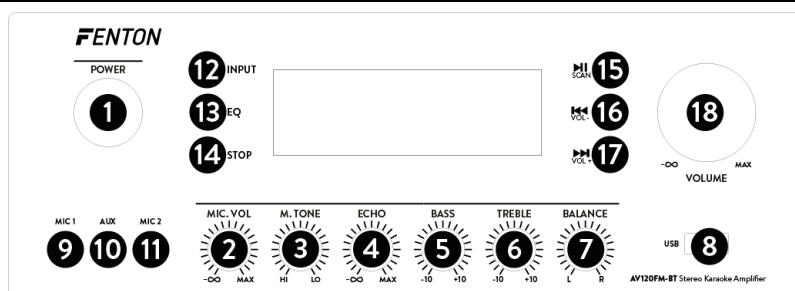 FENTON
POWER
1
12 INPUT
13 EQ
14 STOP
15
SCAN
16
VOL-
17
VOL +
18
-∞ MAX
VOLUME
MIC 1 AUX MIC 2
9 10 11
MIC. VOL M. TONE ECHO BASS TREBLE BALANCE
2 3 4 5 6 7
-∞ MAX HI LO -∞ MAX -10 +10 -10 +10 L R
USB 8
AV120FM-BT Stereo Karaoke Amplifier